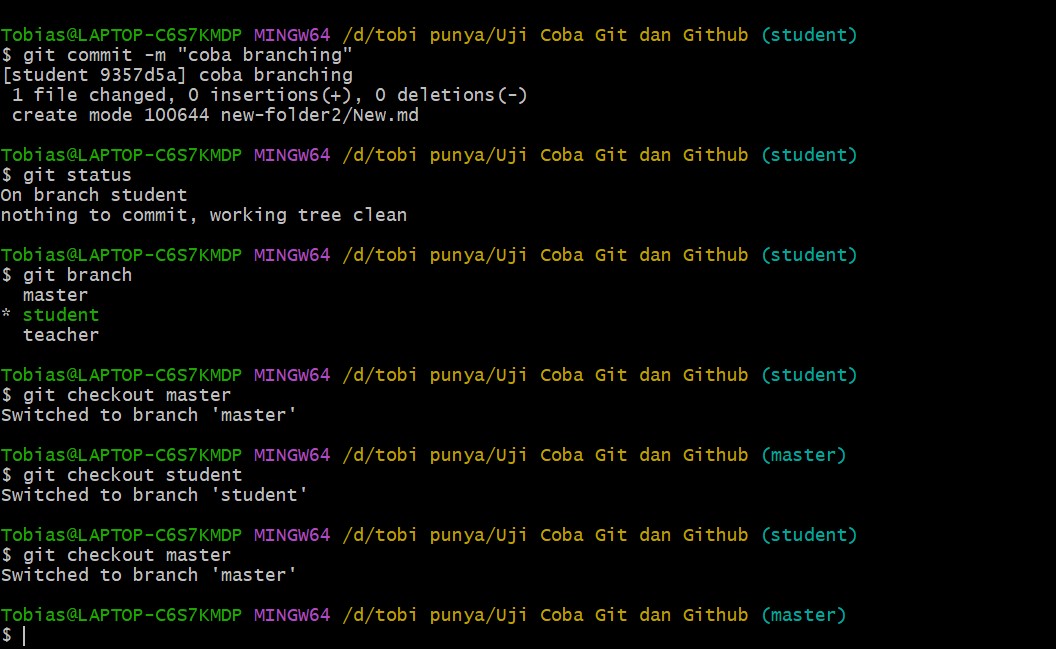 Tobias@LAPTOP-C6S7KMDP MINGW64 /d/tobi punya/Uji Coba Git dan Github (student)
$ git commit -m "coba branching"
[student 9357d5a] coba branching
 1 file changed, 0 insertions(+), 0 deletions(-)
 create mode 100644 new-folder2/New.md

Tobias@LAPTOP-C6S7KMDP MINGW64 /d/tobi punya/Uji Coba Git dan Github (student)
$ git status
On branch student
nothing to commit, working tree clean

Tobias@LAPTOP-C6S7KMDP MINGW64 /d/tobi punya/Uji Coba Git dan Github (student)
$ git branch
  master
* student
  teacher

Tobias@LAPTOP-C6S7KMDP MINGW64 /d/tobi punya/Uji Coba Git dan Github (student)
$ git checkout master
Switched to branch 'master'

Tobias@LAPTOP-C6S7KMDP MINGW64 /d/tobi punya/Uji Coba Git dan Github (master)
$ git checkout student
Switched to branch 'student'

Tobias@LAPTOP-C6S7KMDP MINGW64 /d/tobi punya/Uji Coba Git dan Github (student)
$ git checkout master
Switched to branch 'master'

Tobias@LAPTOP-C6S7KMDP MINGW64 /d/tobi punya/Uji Coba Git dan Github (master)
$